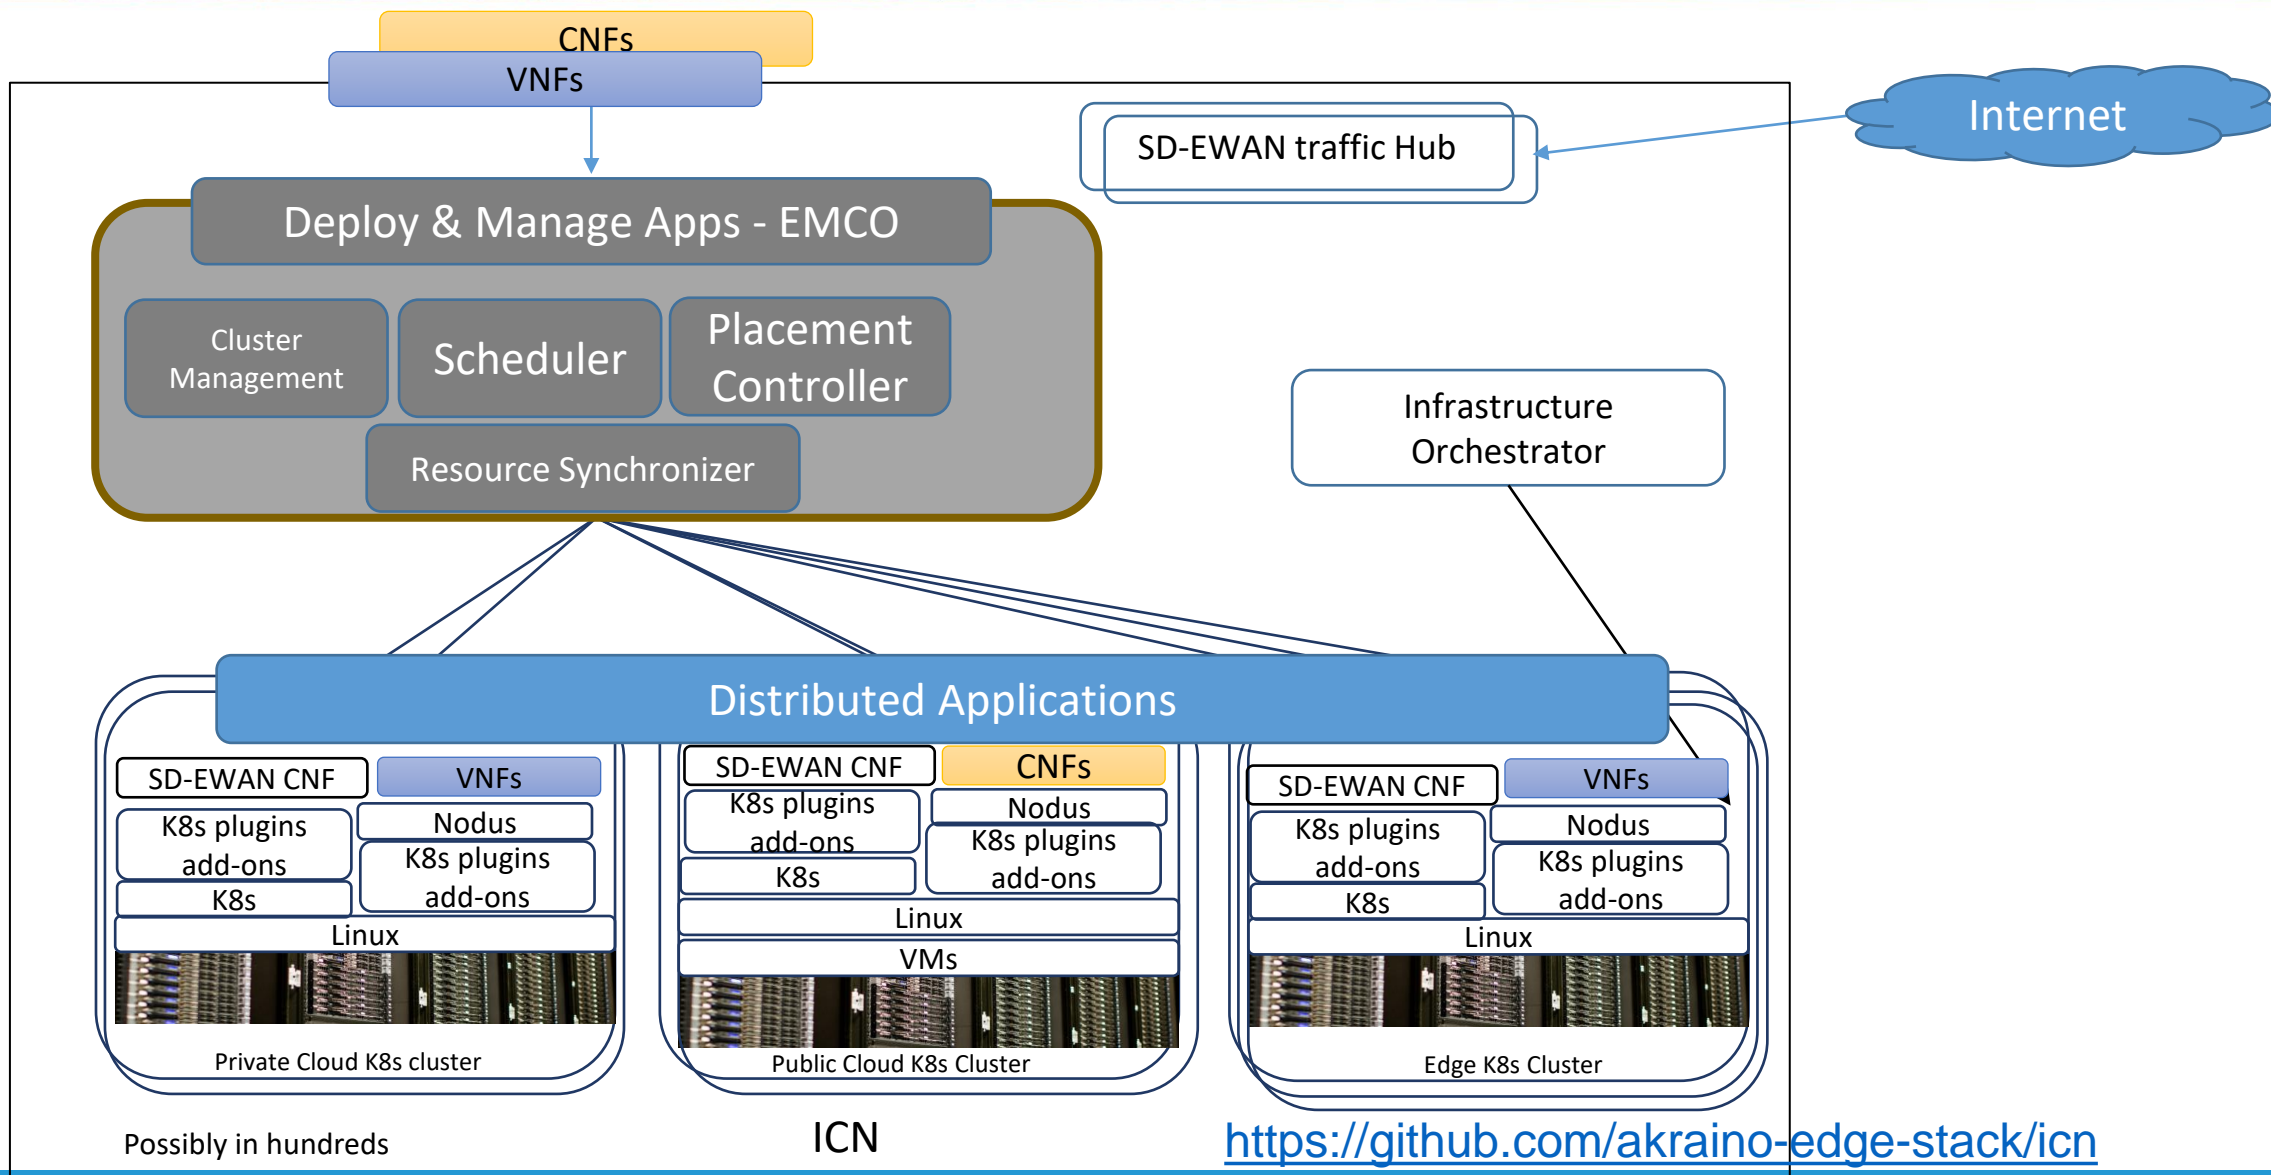 CNFs
VNFs
Internet
SD-EWAN traffic Hub
Deploy & Manage Apps - EMCO
Cluster
Management
Scheduler
Placement
Controller
Resource Synchronizer
Infrastructure
Orchestrator
Distributed Applications
SD-EWAN CNF
VNFs
K8s plugins
add-ons
Nodus
K8s plugins
add-ons
K8s
Linux
Private Cloud K8s cluster
SD-EWAN CNF
CNFs
K8s plugins
add-ons
Nodus
K8s plugins
add-ons
K8s
Linux
VMs
Public Cloud K8s Cluster
SD-EWAN CNF
VNFs
K8s plugins
add-ons
Nodus
K8s plugins
add-ons
K8s
Linux
Edge K8s Cluster
Possibly in hundreds
ICN
https://github.com/akraino-edge-stack/icn